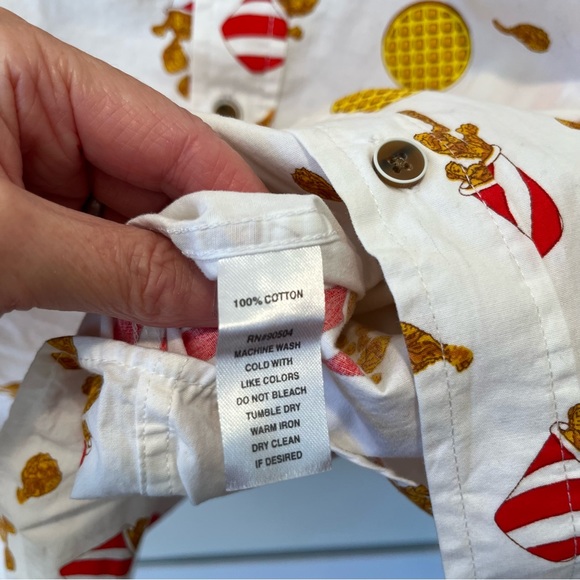 100% COTTON
RN#90504
MACHINE WASH
COLD WITH
LIKE COLORS
DO NOT BLEACH
TUMBLE DRY
WARM IRON
DRY CLEAN
IF DESIRED